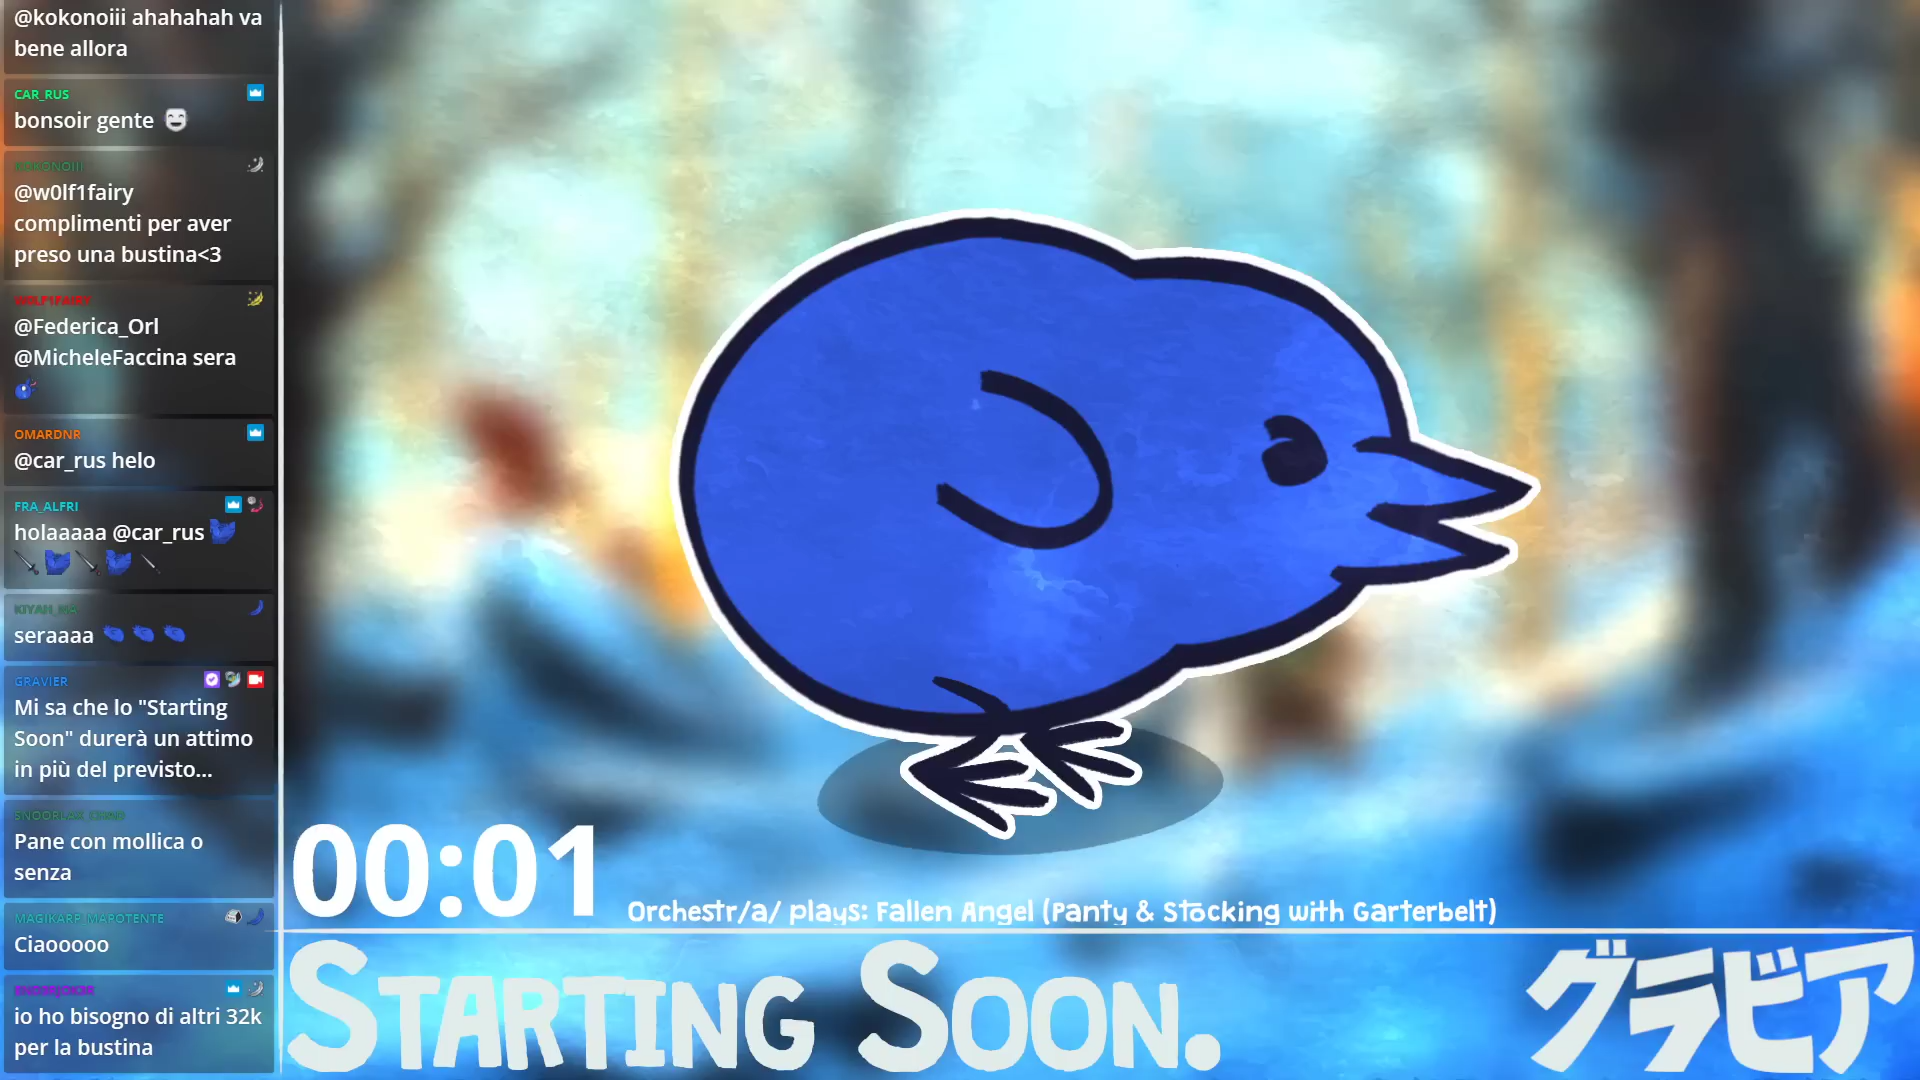 @kokonoiii ahahahah va
bene allora
CAR_RUS
bonsoir gente
KOKONOIII
@w0lf1fairy
complimenti per aver
preso una bustina<3
W0LF1FAIRY
@Federica_Orl
@MicheleFaccina sera
OMARDNR
@car_rus helo
FRA_ALFRI
holaaaaa @car_rus
seraaaa
GRAVIER
Mi sa che lo "Starting
Soon" durerà un attimo
in più del previsto...
Pane con mollica o
senza
MAGIKARP_MAPOTENTE
Ciaooooo
io ho bisogno di altri 32k
per la bustina
00:01
Orchestr/a/ plays: Fallen Angel (Panty & Stocking with Garterbelt)
STARTING SOON.
グラビア